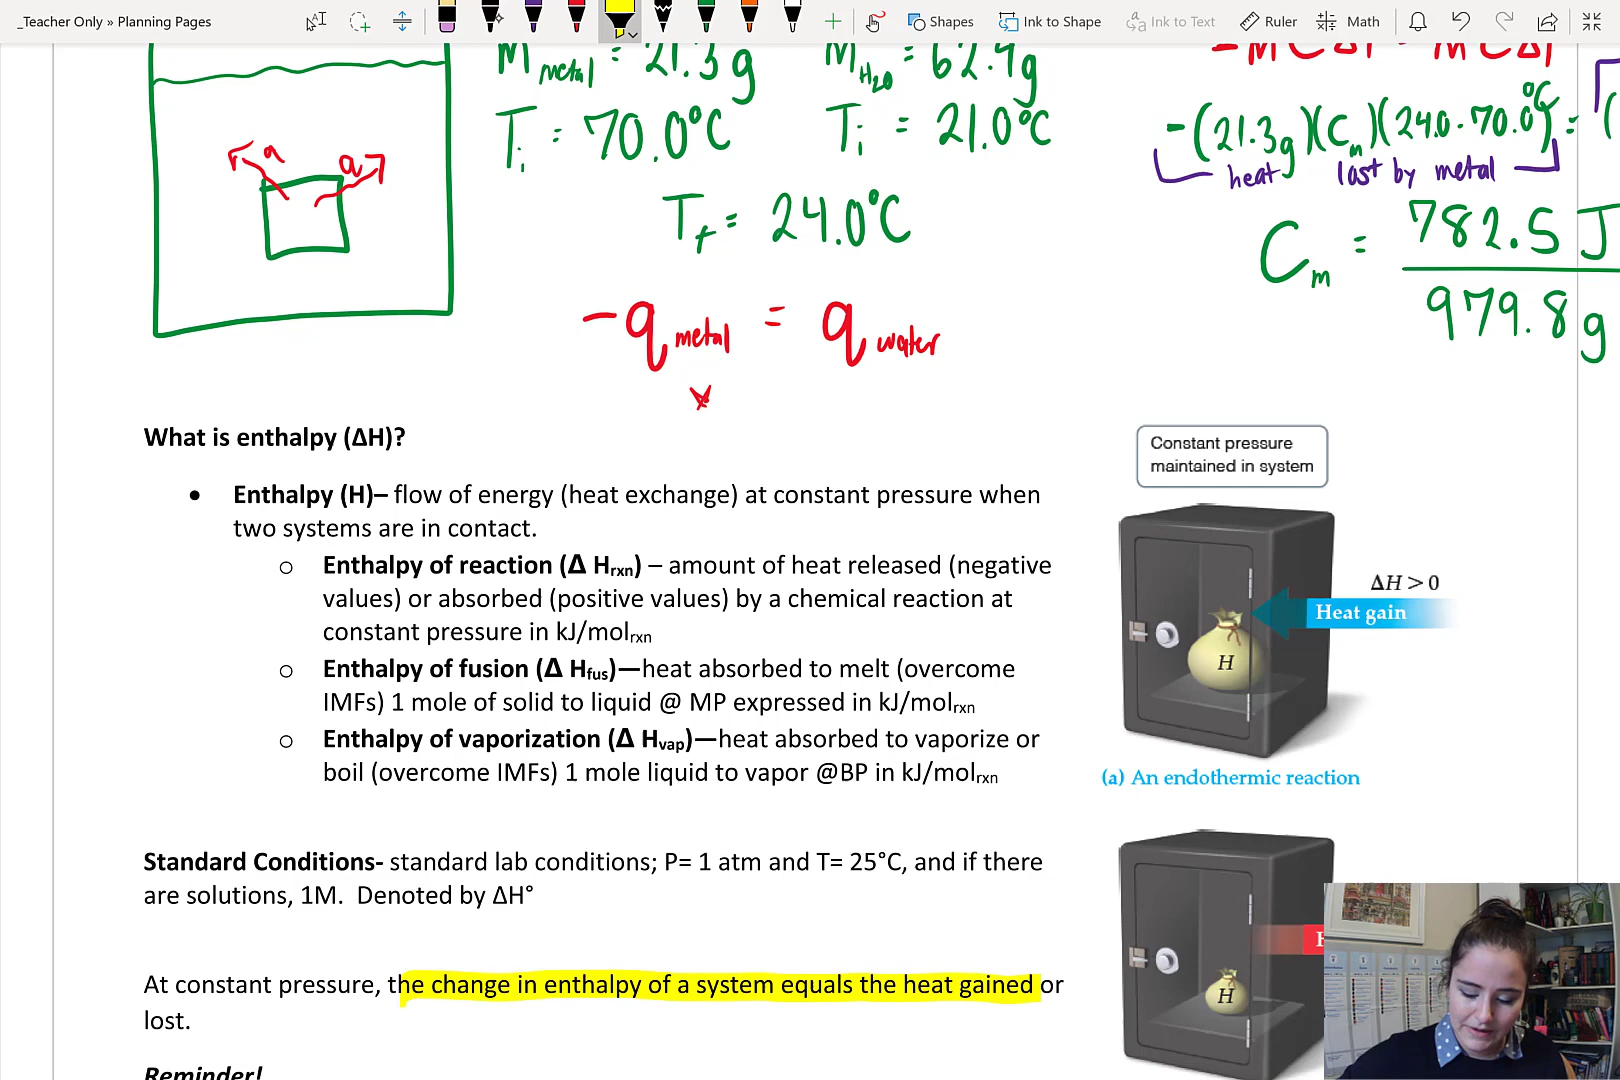 _Teacher Only » Planning Pages
Shapes
Ink to Shape
Ink to Text
Ruler
Math
M metal = 21.3 g
M H₂O = 62.4 g
Ti = 70.0°C
Ti = 21.0°C
Tf = 24.0°C
-(21.3g)(Cm)(24.0-70.0°C) = (
heat lost by metal
Cm = 782.5 J
979.8 g
-q metal = q water
What is enthalpy (ΔH)?
• Enthalpy (H)– flow of energy (heat exchange) at constant pressure when
two systems are in contact.
o Enthalpy of reaction (Δ Hrxn) – amount of heat released (negative
values) or absorbed (positive values) by a chemical reaction at
constant pressure in kJ/molrxn
o Enthalpy of fusion (Δ Hfus)—heat absorbed to melt (overcome
IMFs) 1 mole of solid to liquid @ MP expressed in kJ/molrxn
o Enthalpy of vaporization (Δ Hvap)—heat absorbed to vaporize or
boil (overcome IMFs) 1 mole liquid to vapor @BP in kJ/molrxn
Constant pressure
maintained in system
ΔH > 0
Heat gain
H
(a) An endothermic reaction
Standard Conditions- standard lab conditions; P= 1 atm and T= 25°C, and if there
are solutions, 1M. Denoted by ΔH°
H
At constant pressure, the change in enthalpy of a system equals the heat gained or
lost.
Reminder!